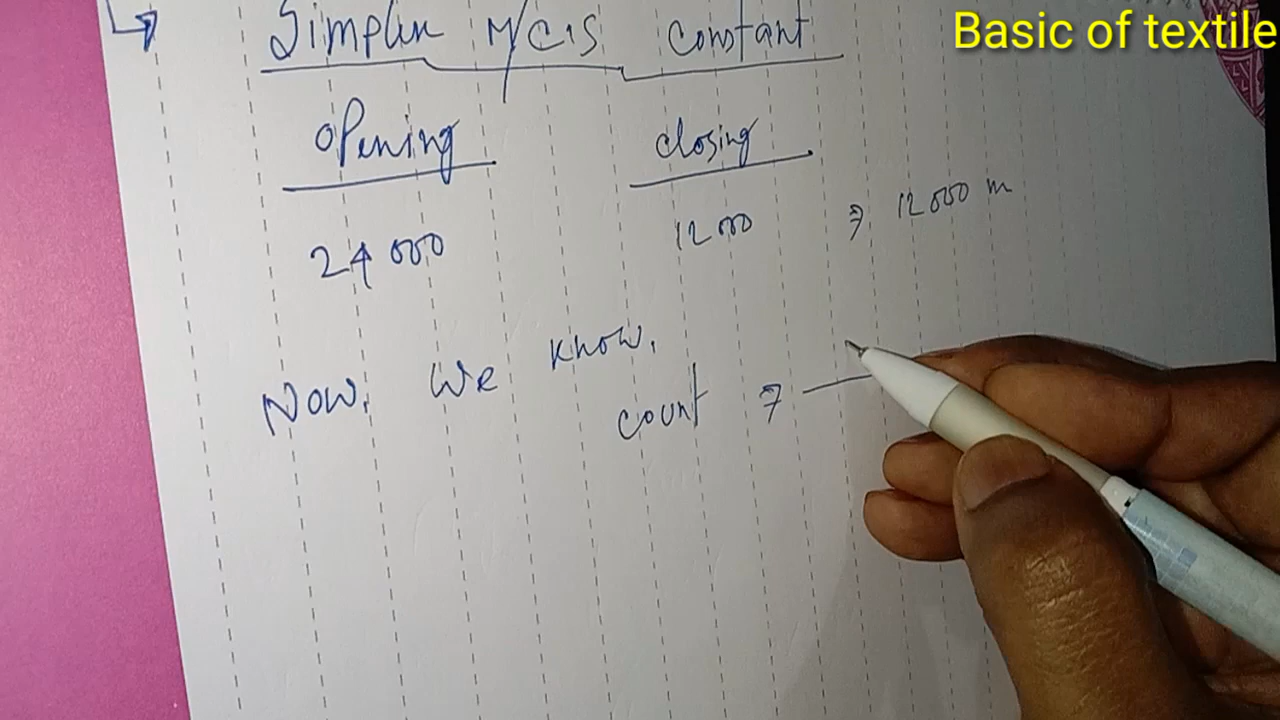 Basic of textile
Simplex M/C'S Constant
opening closing
24000 1200 ⇒ 12000 m
Now, We know,
count ⇒